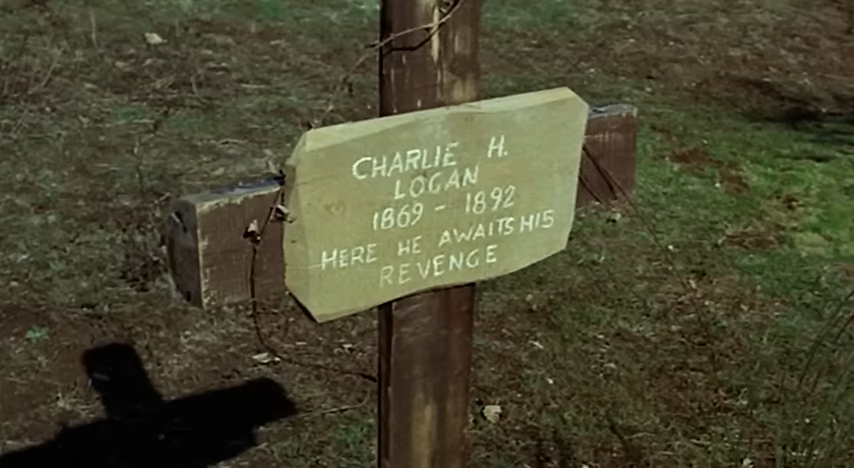 CHARLIE H.
LOGAN
1869 - 1892
HERE HE AWAITS HIS
REVENGE